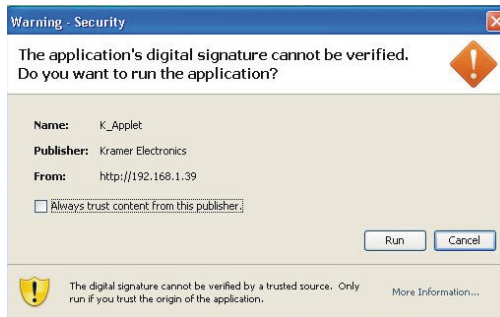 Warning - Security
The application's digital signature cannot be verified.
Do you want to run the application?
Name: K_Applet
Publisher: Kramer Electronics
From: http://192.168.1.39
Always trust content from this publisher.
Run Cancel
The digital signature cannot be verified by a trusted source. Only
run if you trust the origin of the application.
More Information...